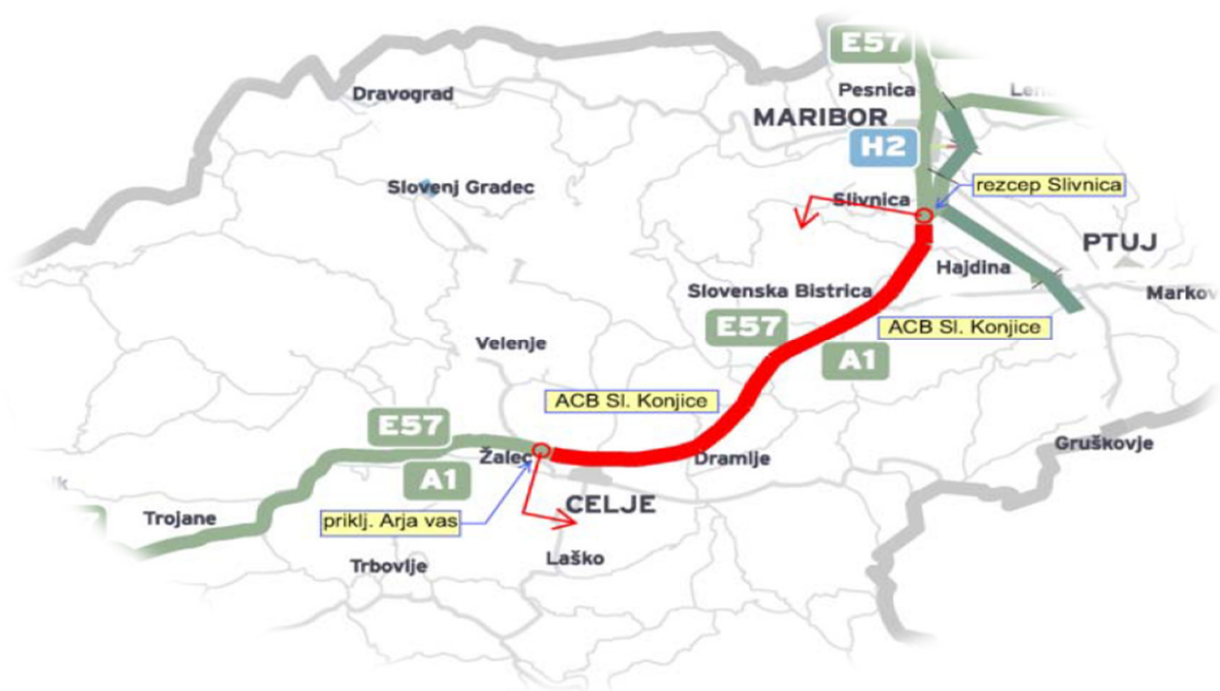 E57
Pesnica
Dravograd
MARIBOR
H2
Slovenj Gradec
rezcep Slivnica
Slivnica
PTUJ
Hajdina
Slovenska Bistrica
Markov
E57
ACB Sl. Konjice
Velenje
A1
ACB Sl. Konjice
E57
Gruškovje
Žalec
Dramlje
A1
CELJE
Trojane
priklj. Arja vas
Laško
Trbovlje